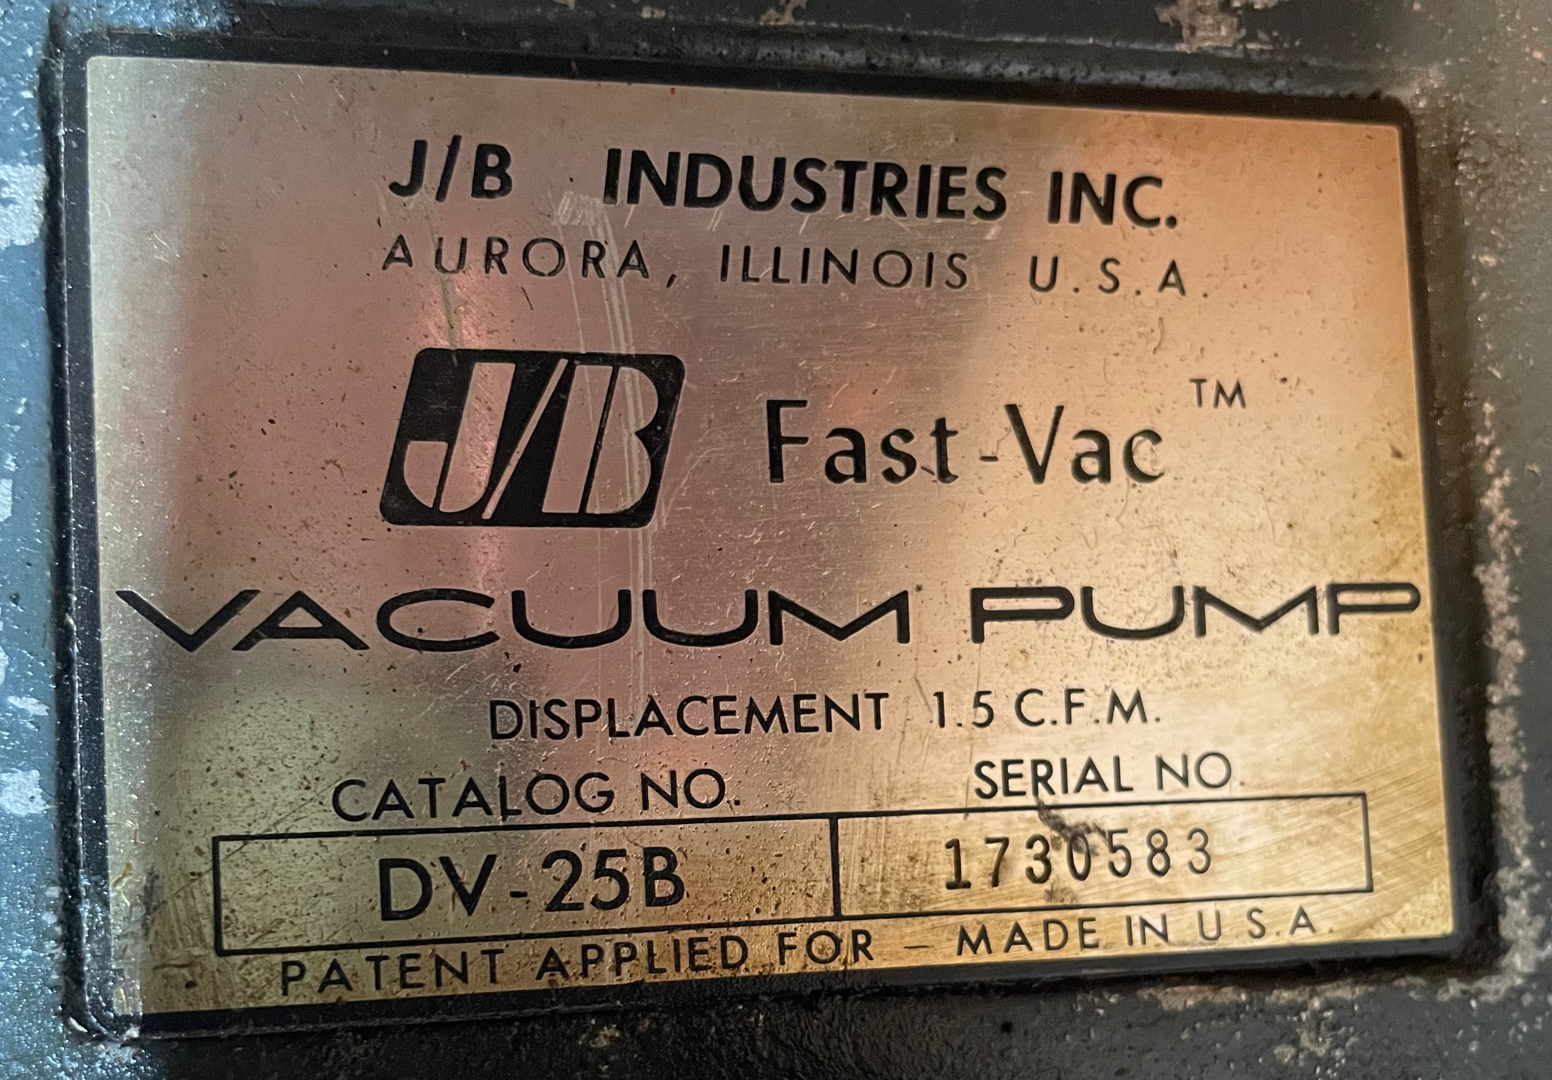 J/B INDUSTRIES INC.
AURORA, ILLINOIS U.S.A.
J/B Fast-Vac™
VACUUM PUMP
DISPLACEMENT 1.5 C.F.M.
CATALOG NO. SERIAL NO.
DV-25B 1730583
PATENT APPLIED FOR – MADE IN U.S.A.